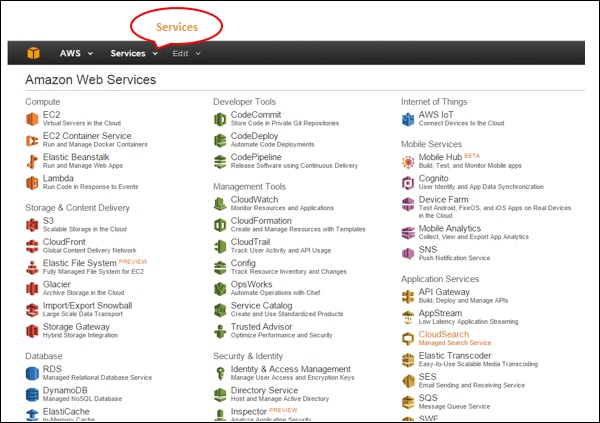 Services
AWS Services Edit
Amazon Web Services
Compute
EC2
Virtual Servers in the Cloud
EC2 Container Service
Run and Manage Docker Containers
Elastic Beanstalk
Run and Manage Web Apps
Lambda
Run Code in Response to Events
Storage & Content Delivery
S3
Scalable Storage in the Cloud
CloudFront
Global Content Delivery Network
Elastic File System PREVIEW
Fully Managed File System for EC2
Glacier
Archive Storage in the Cloud
Import/Export Snowball
Large Scale Data Transport
Storage Gateway
Hybrid Storage Integration
Database
RDS
Managed Relational Database Service
DynamoDB
Managed NoSQL Database
ElastiCache
In-Memory Cache
Developer Tools
CodeCommit
Store Code in Private Git Repositories
CodeDeploy
Automate Code Deployments
CodePipeline
Release Software using Continuous Delivery
Management Tools
CloudWatch
Monitor Resources and Applications
CloudFormation
Create and Manage Resources with Templates
CloudTrail
Track User Activity and API Usage
Config
Track Resource Inventory and Changes
OpsWorks
Automate Operations with Chef
Service Catalog
Create and Use Standardized Products
Trusted Advisor
Optimize Performance and Security
Security & Identity
Identity & Access Management
Manage User Access and Encryption Keys
Directory Service
Host and Manage Active Directory
Inspector PREVIEW
Analyze Application Security
Internet of Things
AWS IoT
Connect Devices to the Cloud
Mobile Services
Mobile Hub BETA
Build, Test, and Monitor Mobile apps
Cognito
User Identity and App Data Synchronization
Device Farm
Test Android, FireOS, and iOS Apps on Real Devices
in the Cloud
Mobile Analytics
Collect, View and Export App Analytics
SNS
Push Notification Service
Application Services
API Gateway
Build, Deploy and Manage APIs
AppStream
Low Latency Application Streaming
CloudSearch
Managed Search Service
Elastic Transcoder
Easy-to-Use Scalable Media Transcoding
SES
Email Sending and Receiving Service
SQS
Message Queue Service
SWF